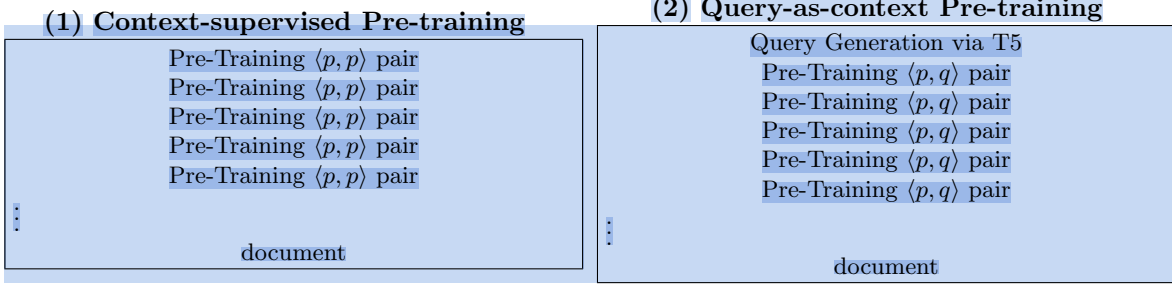 (1) Context-supervised Pre-training
Pre-Training ⟨p, p⟩ pair
Pre-Training ⟨p, p⟩ pair
Pre-Training ⟨p, p⟩ pair
Pre-Training ⟨p, p⟩ pair
Pre-Training ⟨p, p⟩ pair
⋮
document
(2) Query-as-context Pre-training
Query Generation via T5
Pre-Training ⟨p, q⟩ pair
Pre-Training ⟨p, q⟩ pair
Pre-Training ⟨p, q⟩ pair
Pre-Training ⟨p, q⟩ pair
Pre-Training ⟨p, q⟩ pair
⋮
document